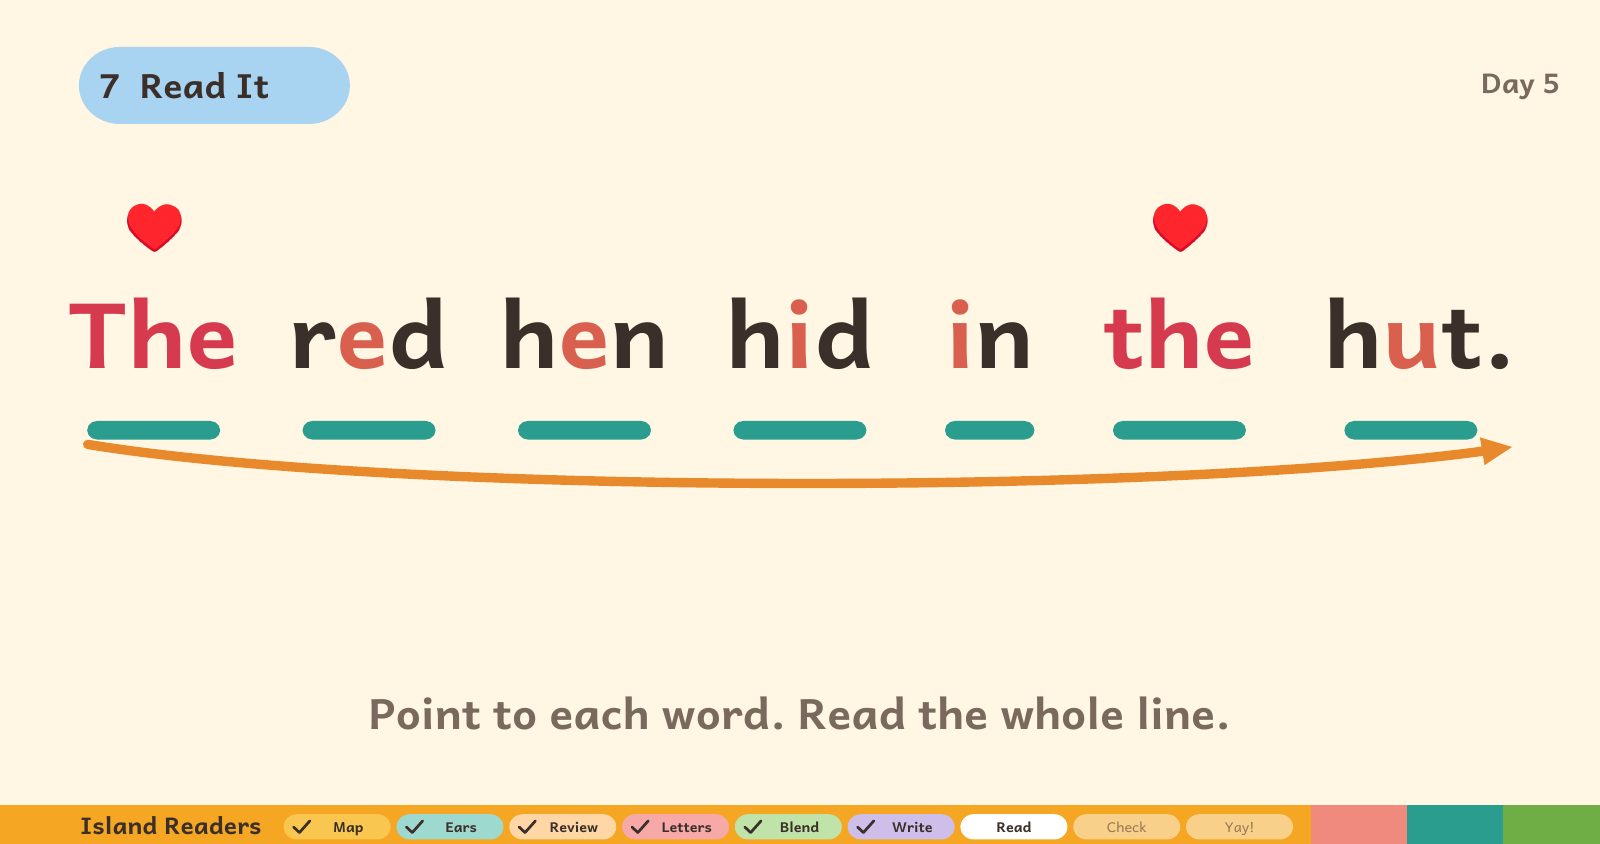 7 Read It
Day 5
The red hen hid in the hut.
Point to each word. Read the whole line.
Island Readers Map Ears Review Letters Blend Write Read Check Yay!